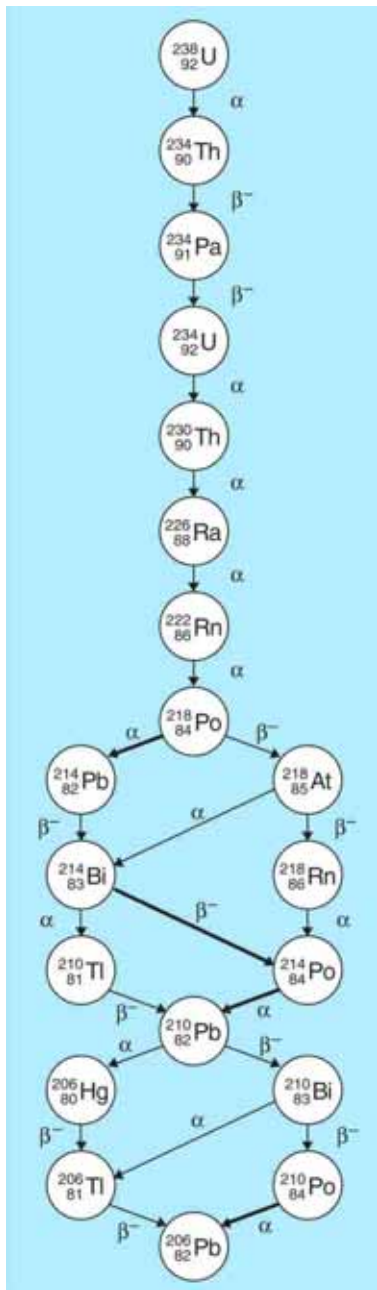 238
92 U
α
234
90 Th
β−
234
91 Pa
β−
234
92 U
α
230
90 Th
α
226
88 Ra
α
222
86 Rn
α
218
84 Po
α β−
214
82 Pb
218
85 At
β− α β−
214
83 Bi
218
86 Rn
α β− α
210
81 Tl
214
84 Po
β− α
210
82 Pb
α β−
206
80 Hg
210
83 Bi
β− α β−
206
81 Tl
210
84 Po
β− α
206
82 Pb